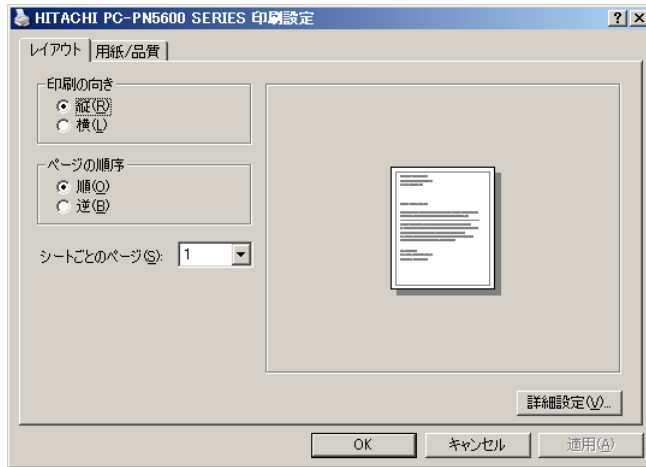 HITACHI PC-PN5600 SERIES 印刷設定
レイアウト 用紙/品質
印刷の向き
縦(R)
横(L)
ページの順序
順(O)
逆(B)
シートごとのページ(S): 1
詳細設定(V)...
OK キャンセル 適用(A)